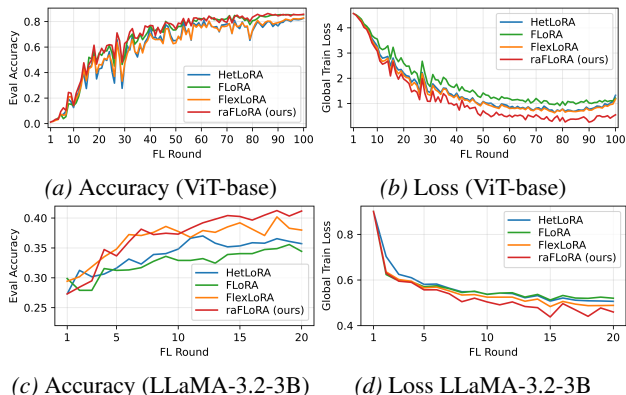 0.8
0.6
0.4
0.2
0.0
Eval Accuracy
HetLoRA
FLoRA
FlexLoRA
raFLoRA (ours)
1 10 20 30 40 50 60 70 80 90 100
FL Round
(a) Accuracy (ViT-base)
4
3
2
1
Global Train Loss
HetLoRA
FLoRA
FlexLoRA
raFLoRA (ours)
1 10 20 30 40 50 60 70 80 90 100
FL Round
(b) Loss (ViT-base)
0.40
0.35
0.30
0.25
Eval Accuracy
HetLoRA
FLoRA
FlexLoRA
raFLoRA (ours)
1 5 10 15 20
FL Round
(c) Accuracy (LLaMA-3.2-3B)
0.8
0.6
0.4
Global Train Loss
HetLoRA
FLoRA
FlexLoRA
raFLoRA (ours)
1 5 10 15 20
FL Round
(d) Loss LLaMA-3.2-3B